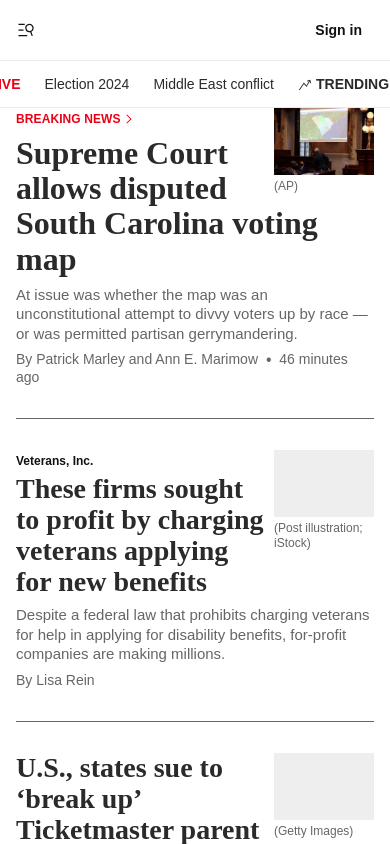 Sign in
IVE Election 2024 Middle East conflict TRENDING
BREAKING NEWS
Supreme Court
allows disputed
South Carolina voting
map
(AP)
At issue was whether the map was an
unconstitutional attempt to divvy voters up by race —
or was permitted partisan gerrymandering.
By Patrick Marley and Ann E. Marimow • 46 minutes
ago
Veterans, Inc.
These firms sought
to profit by charging
veterans applying
for new benefits
(Post illustration;
iStock)
Despite a federal law that prohibits charging veterans
for help in applying for disability benefits, for-profit
companies are making millions.
By Lisa Rein
U.S., states sue to
‘break up’
Ticketmaster parent
(Getty Images)